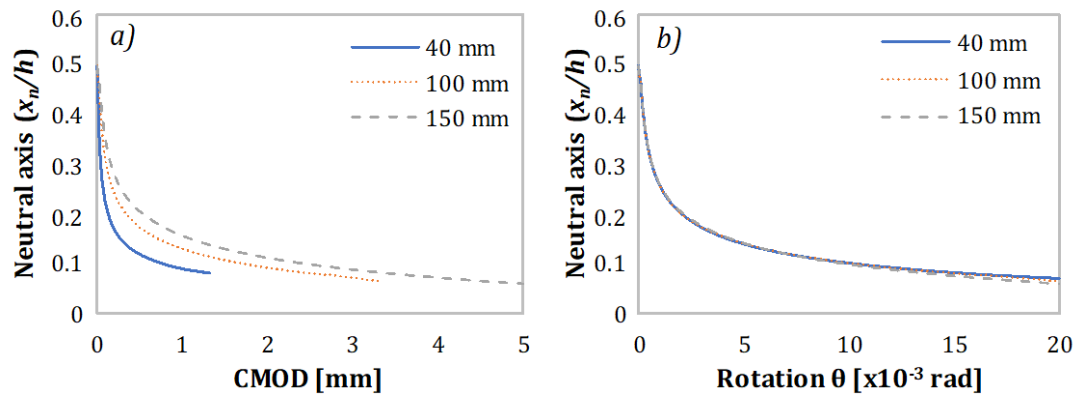 a)
Neutral axis (xn/h)
0.6
0.5
0.4
0.3
0.2
0.1
0
40 mm
100 mm
150 mm
0 1 2 3 4 5
CMOD [mm]
b)
Neutral axis (xn/h)
0.6
0.5
0.4
0.3
0.2
0.1
0
40 mm
100 mm
150 mm
0 5 10 15 20
Rotation θ [x10-3 rad]